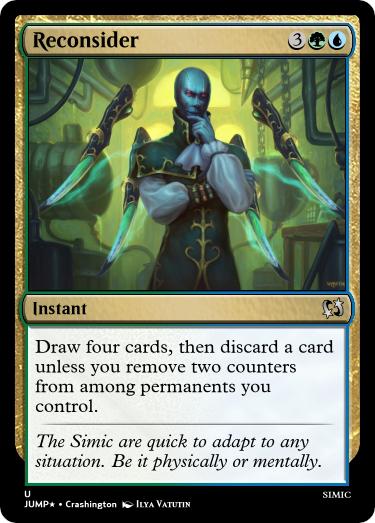 Reconsider 3
Instant
Draw four cards, then discard a card
unless you remove two counters
from among permanents you
control.
The Simic are quick to adapt to any
situation. Be it physically or mentally.
U SIMIC
JUMP★ • Crashington Ilya Vatutin